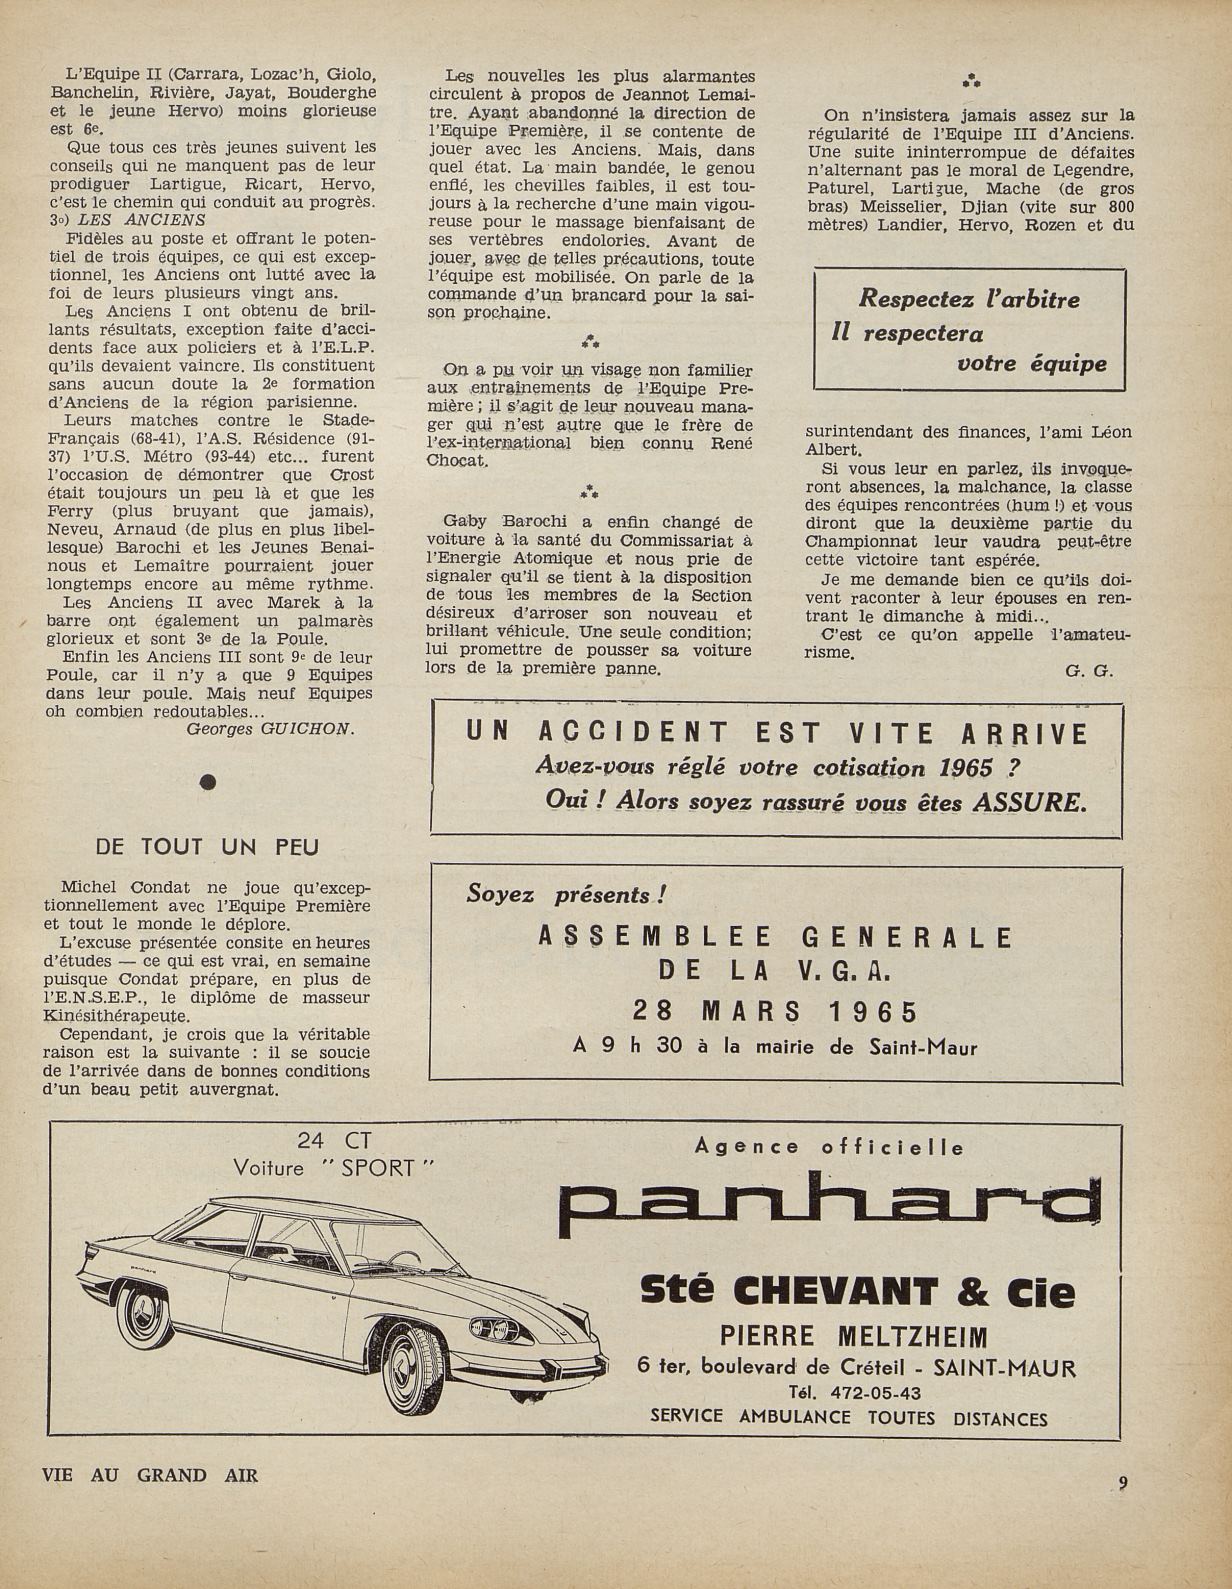 L'Equipe II (Carrara, Lozac'h, Giolo,
Banchelin, Rivière, Jayat, Bouderghe
et le jeune Hervo) moins glorieuse
est 6e.
Que tous ces très jeunes suivent les
conseils qui ne manquent pas de leur
prodiguer Lartigue, Ricart, Hervo,
c'est le chemin qui conduit au progrès.
3o) LES ANCIENS
Fidèles au poste et offrant le poten-
tiel de trois équipes, ce qui est excep-
tionnel, les Anciens ont lutté avec la
foi de leurs plusieurs vingt ans.
Les Anciens I ont obtenu de bril-
lants résultats, exception faite d'acci-
dents face aux policiers et à l'E.L.P.
qu'ils devaient vaincre. Ils constituent
sans aucun doute la 2e formation
d'Anciens de la région parisienne.
Leurs matches contre le Stade-
Français (68-41), l'A.S. Résidence (91-
37) l'U.S. Métro (93-44) etc... furent
l'occasion de démontrer que Crost
était toujours un peu là et que les
Ferry (plus bruyant que jamais),
Neveu, Arnaud (de plus en plus libel-
lesque) Barochi et les Jeunes Benai-
nous et Lemaître pourraient jouer
longtemps encore au même rythme.
Les Anciens II avec Marek à la
barre ont également un palmarès
glorieux et sont 3e de la Poule.
Enfin les Anciens III sont 9e de leur
Poule, car il n'y a que 9 Equipes
dans leur poule. Mais neuf Equipes
oh combien redoutables...
Georges GUICHON.
DE TOUT UN PEU
Michel Condat ne joue qu'excep-
tionnellement avec l'Equipe Première
et tout le monde le déplore.
L'excuse présentée consite en heures
d'études — ce qui est vrai, en semaine
puisque Condat prépare, en plus de
l'E.N.S.E.P., le diplôme de masseur
Kinésithérapeute.
Cependant, je crois que la véritable
raison est la suivante : il se soucie
de l'arrivée dans de bonnes conditions
d'un beau petit auvergnat.
Les nouvelles les plus alarmantes
circulent à propos de Jeannot Lemai-
tre. Ayant abandonné la direction de
l'Equipe Première, il se contente de
jouer avec les Anciens. Mais, dans
quel état. La main bandée, le genou
enflé, les chevilles faibles, il est tou-
jours à la recherche d'une main vigou-
reuse pour le massage bienfaisant de
ses vertèbres endolories. Avant de
jouer, avec de telles précautions, toute
l'équipe est mobilisée. On parle de la
commande d'un brancard pour la sai-
son prochaine.
On a pu voir un visage non familier
aux entrainements de l'Equipe Pre-
mière ; il s'agit de leur nouveau mana-
ger qui n'est autre que le frère de
l'ex-international bien connu René
Chocat.
Gaby Barochi a enfin changé de
voiture à la santé du Commissariat à
l'Energie Atomique et nous prie de
signaler qu'il se tient à la disposition
de tous les membres de la Section
désireux d'arroser son nouveau et
brillant véhicule. Une seule condition;
lui promettre de pousser sa voiture
lors de la première panne.
On n'insistera jamais assez sur la
régularité de l'Equipe III d'Anciens.
Une suite ininterrompue de défaites
n'alternant pas le moral de Legendre,
Paturel, Lartigue, Mache (de gros
bras) Meisselier, Djian (vite sur 800
mètres) Landier, Hervo, Rozen et du
Respectez l'arbitre
Il respectera
votre équipe
surintendant des finances, l'ami Léon
Albert.
Si vous leur en parlez, ils invoque-
ront absences, la malchance, la classe
des équipes rencontrées (hum !) et vous
diront que la deuxième partie du
Championnat leur vaudra peut-être
cette victoire tant espérée.
Je me demande bien ce qu'ils doi-
vent raconter à leur épouses en ren-
trant le dimanche à midi...
C'est ce qu'on appelle l'amateu-
risme.
G. G.
UN ACCIDENT EST VITE ARRIVE
Avez-vous réglé votre cotisation 1965 ?
Oui ! Alors soyez rassuré vous êtes ASSURE.
Soyez présents !
ASSEMBLEE GENERALE
DE LA V.G.A.
28 MARS 1965
A 9 h 30 à la mairie de Saint-Maur
24 CT
Voiture "SPORT"
panhard
Agence officielle
panhard
Sté CHEVANT & Cie
PIERRE MELTZHEIM
6 ter, boulevard de Créteil - SAINT-MAUR
Tél. 472-05-43
SERVICE AMBULANCE TOUTES DISTANCES
VIE AU GRAND AIR
9